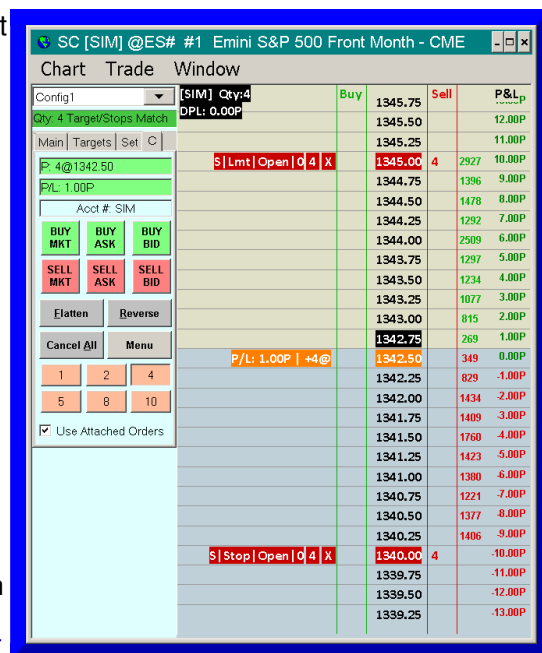 t
SC [SIM] @ES# #1 Emini S&P 500 Front Month - CME
Chart Trade Window
Config1
Qty: 4 Target/Stops Match
Main Targets Set C
P: 4@1342.50
P/L: 1.00P
Acct #: SIM
BUY MKT BUY ASK BUY BID
SELL MKT SELL ASK SELL BID
Flatten Reverse
Cancel All Menu
1 2 4
5 8 10
Use Attached Orders
[SIM] Qty:4 Buy Sell P&L
DPL: 0.00P
1345.75
1345.50 12.00P
1345.25 11.00P
S|Lmt|Open|0 4 X 1345.00 4 2927 10.00P
1344.75 1396 9.00P
1344.50 1478 8.00P
1344.25 1292 7.00P
1344.00 2509 6.00P
1343.75 1297 5.00P
1343.50 1234 4.00P
1343.25 1077 3.00P
1343.00 815 2.00P
1342.75 269 1.00P
P/L: 1.00P | +4@ 1342.50 349 0.00P
1342.25 829 -1.00P
1342.00 1434 -2.00P
1341.75 1409 -3.00P
1341.50 1760 -4.00P
1341.25 1423 -5.00P
1341.00 1380 -6.00P
1340.75 1221 -7.00P
1340.50 1377 -8.00P
1340.25 1406 -9.00P
S|Stop|Open|0 4 X 1340.00 4 -10.00P
1339.75 -11.00P
1339.50 -12.00P
1339.25 -13.00P